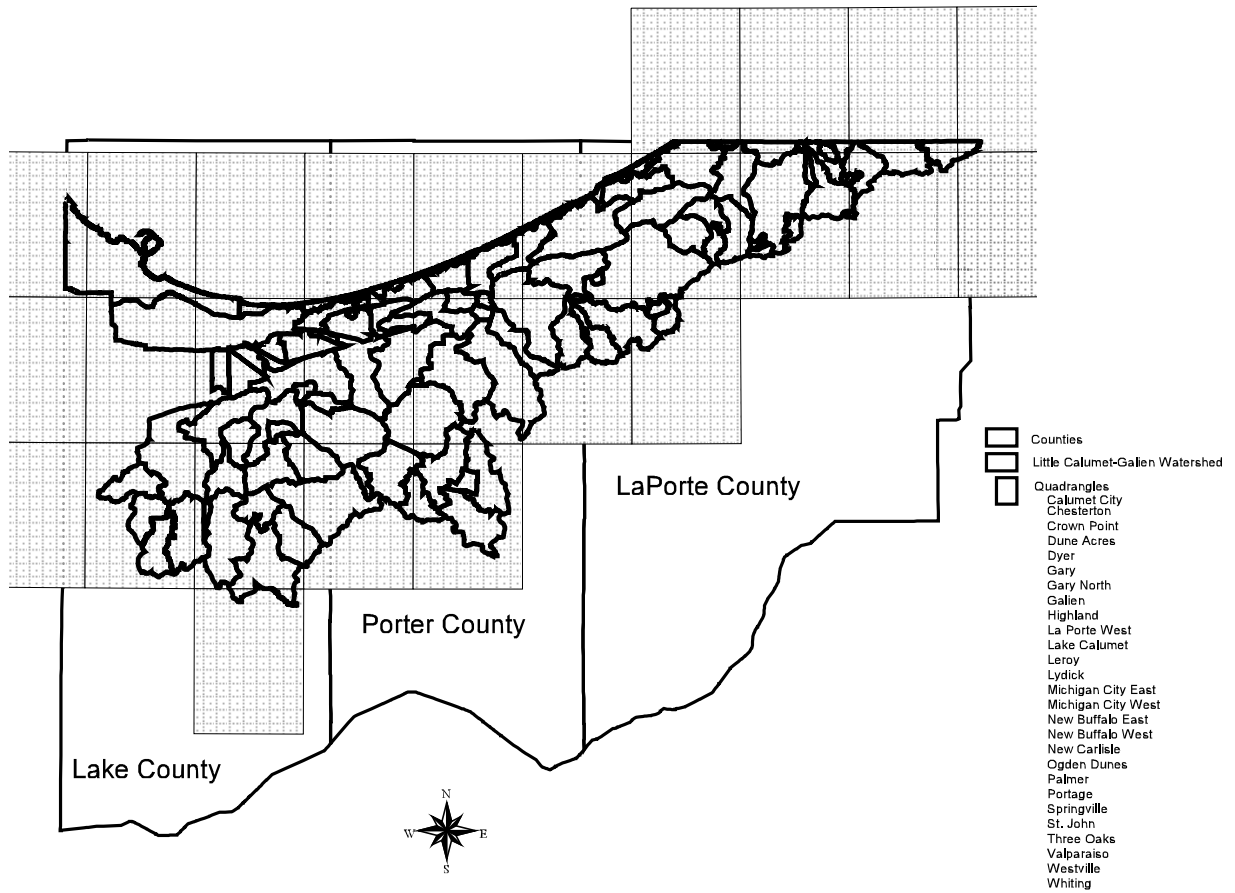 LaPorte County
Porter County
Lake County
N
W
E
S
Counties
Little Calumet-Galien Watershed
Quadrangles
Calumet City
Chesterton
Crown Point
Dune Acres
Dyer
Gary
Gary North
Galien
Highland
La Porte West
Lake Calumet
Leroy
Lydick
Michigan City East
Michigan City West
New Buffalo East
New Buffalo West
New Carlisle
Ogden Dunes
Palmer
Portage
Springville
St. John
Three Oaks
Valparaiso
Westville
Whiting